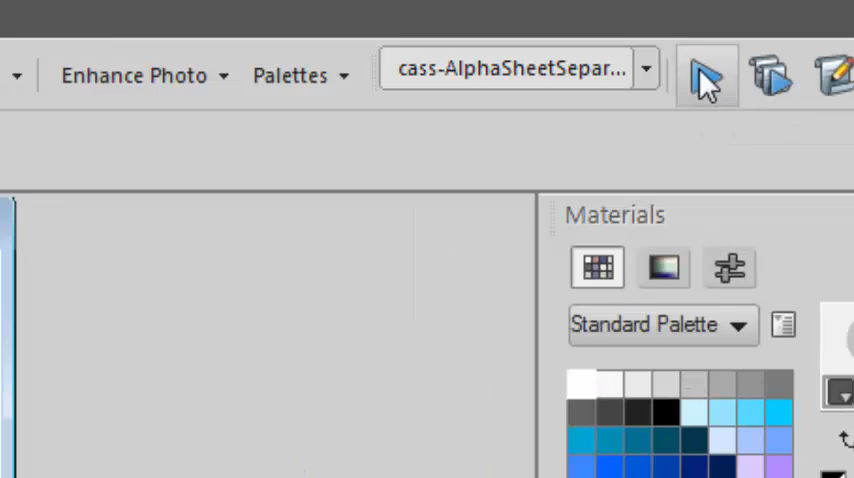 Enhance Photo
Palettes
cass-AlphaSheetSepar...
Materials
Standard Palette